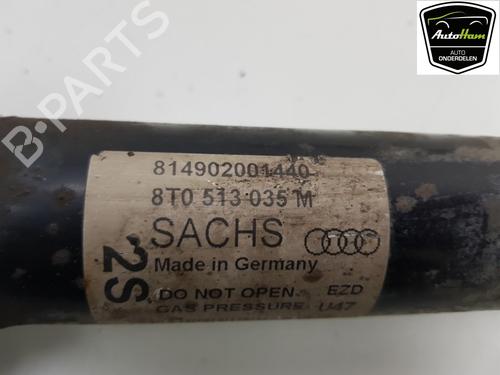 AutoHam
AUTO
ONDERDELEN
B-PARTS
814902001440
8T0 513 035 M
SACHS
Made in Germany
2S
DO NOT OPEN. EZD
GAS PRESSURE U47